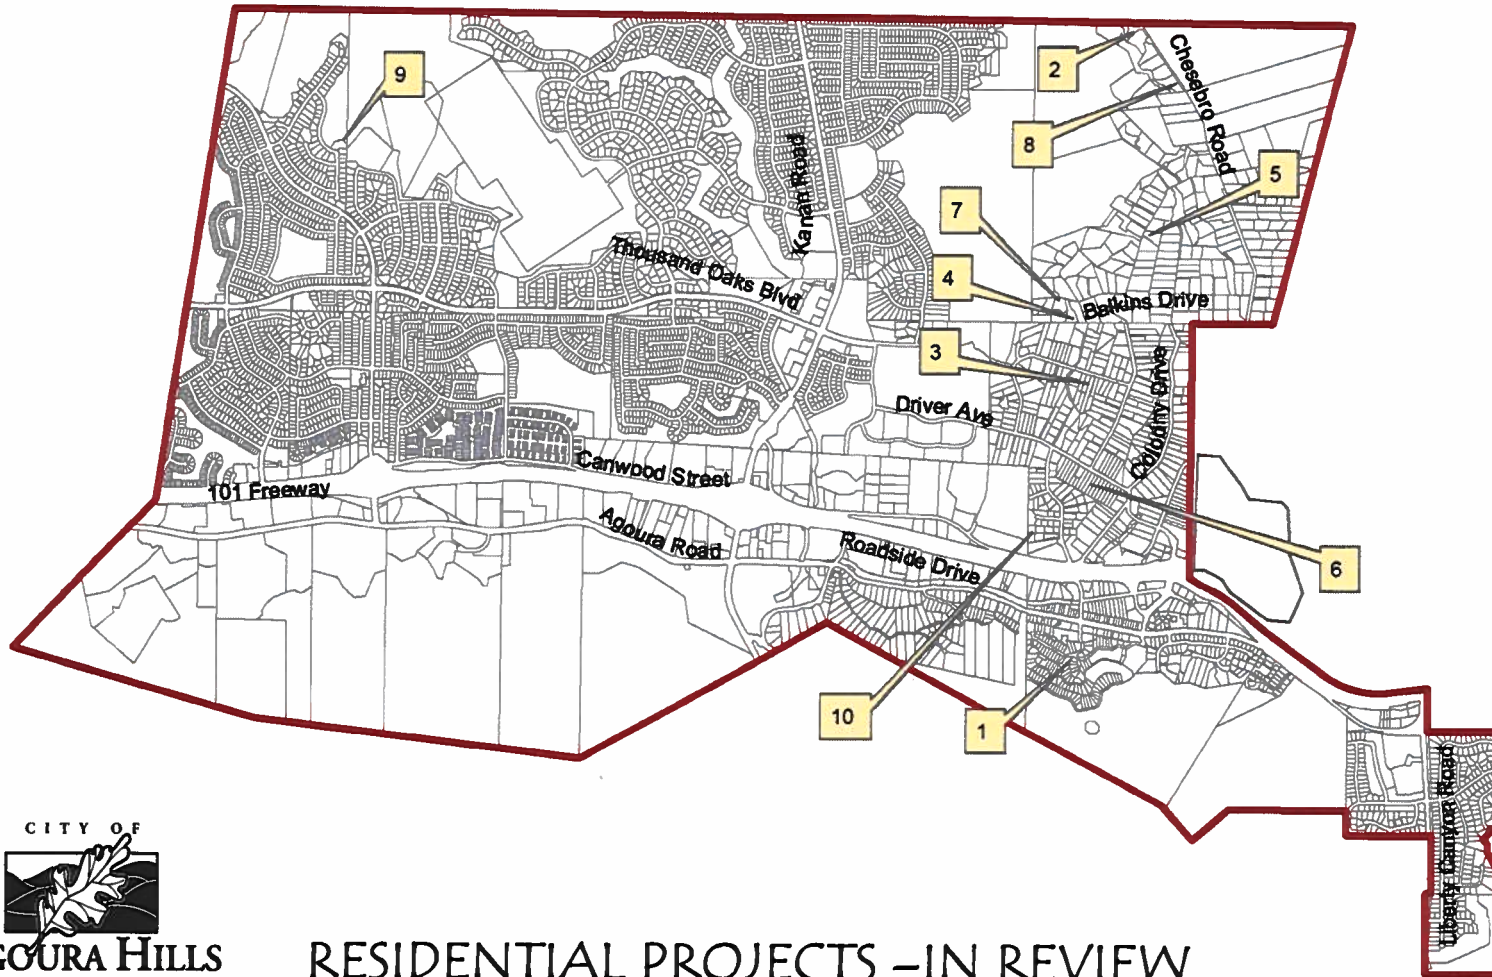 2
Chesebro Road
9
8
5
Kanan Road
7
Thousand Oaks Blvd
4
Balkins Drive
3
Colodny Drive
Driver Ave
Canwood Street
101 Freeway
Agoura Road
Roadside Drive
6
10
1
Liberty Canyon Road
CITY OF
GOURA HILLS
RESIDENTIAL PROJECTS – IN REVIEW